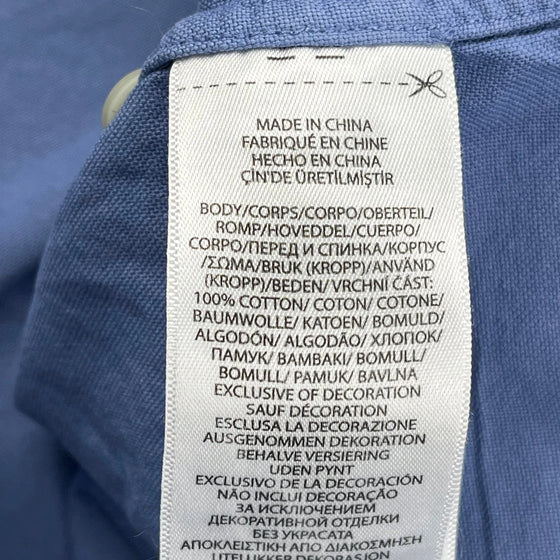 MADE IN CHINA
FABRIQUÉ EN CHINE
HECHO EN CHINA
ÇİN'DE ÜRETİLMİŞTİR
BODY/CORPS/CORPO/OBERTEIL/
ROMP/HOVEDDEL/CUERPO/
CORPO/ПЕРЕД И СПИНКА/КОРПУС
/ΣΩΜΑ/BRUK (KROPP)/ANVÄND
(KROPP)/BEDEN/ VRCHNÍ ČÁST:
100% COTTON/ COTON/ COTONE/
BAUMWOLLE/ KATOEN/ BOMULD/
ALGODÓN/ ALGODÃO/ ХЛОПОК/
ПАМУК/ BAMBAKI/ BOMULL/
BOMULL/ PAMUK/ BAVLNA
EXCLUSIVE OF DECORATION
SAUF DÉCORATION
ESCLUSA LA DECORAZIONE
AUSGENOMMEN DEKORATION
BEHALVE VERSIERING
UDEN PYNT
EXCLUSIVO DE LA DECORACIÓN
NÃO INCLUI DECORAÇÃO
ЗА ИСКЛЮЧЕНИЕМ
ДЕКОРАТИВНОЙ ОТДЕЛКИ
БЕЗ УКРАСАТА
ΑΠΟΚΛΕΙΣΤΙΚΗ ΑΠΟ ΔΙΑΚΟΣΜΗΣΗ
UTELUKKER DEKORASJON